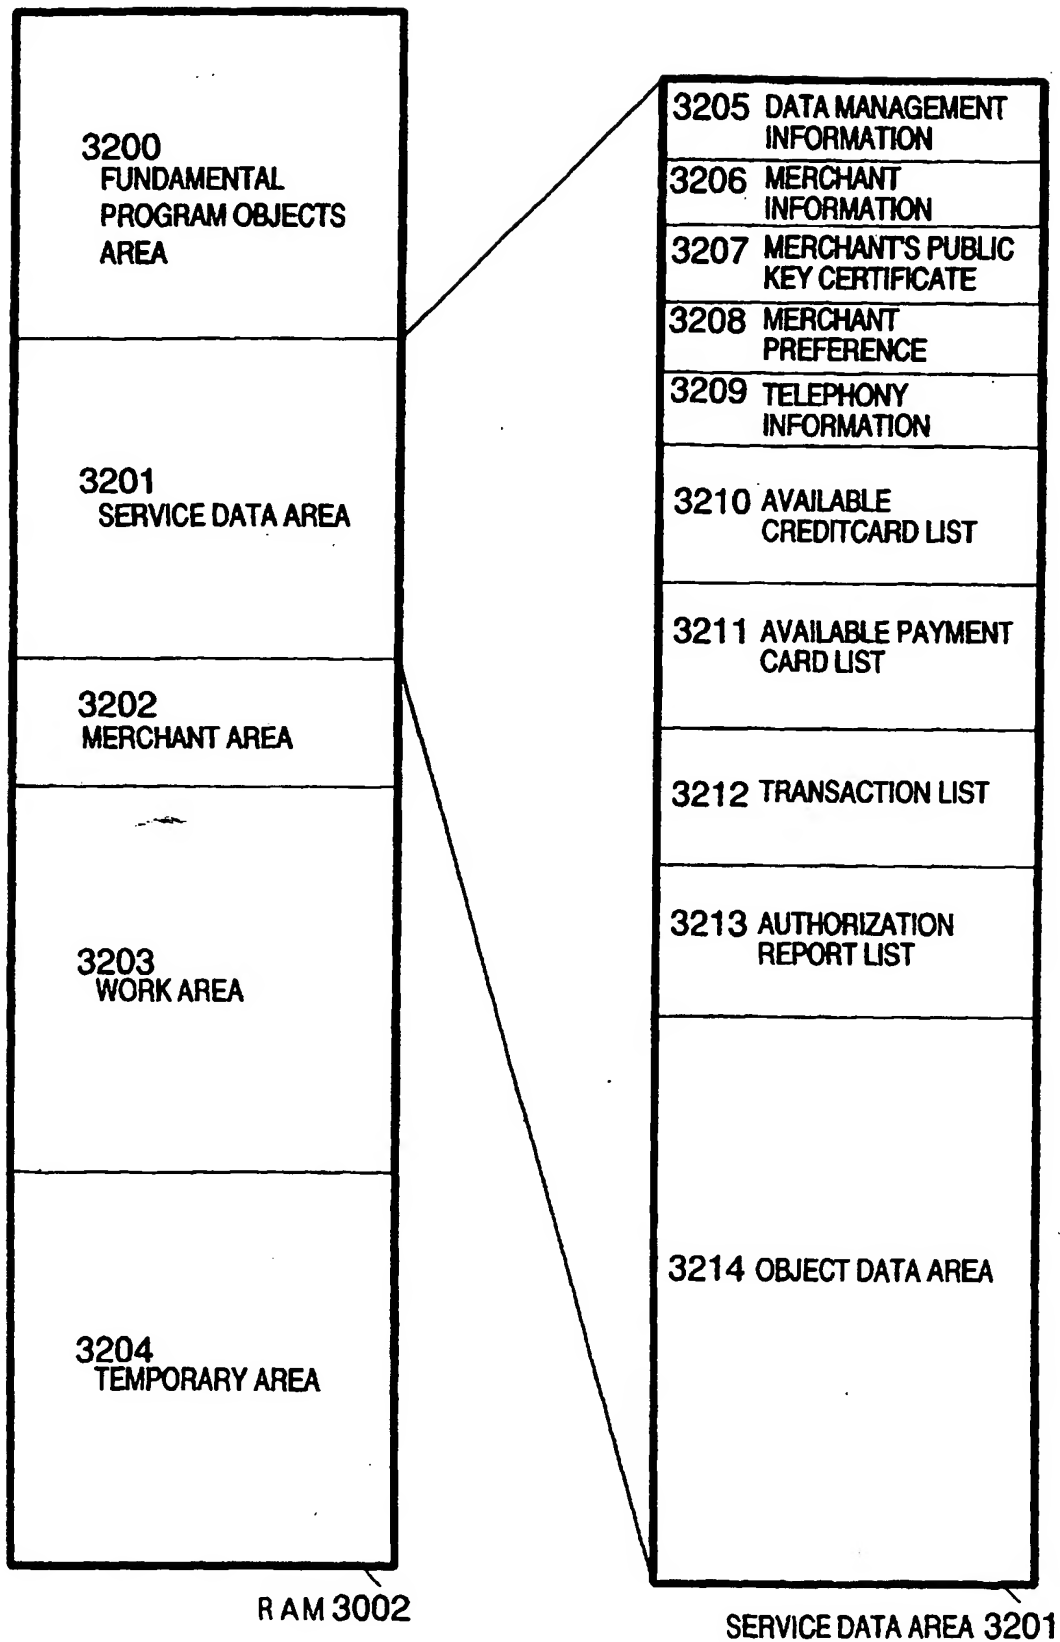 3200
FUNDAMENTAL
PROGRAM OBJECTS
AREA
3201
SERVICE DATA AREA
3202
MERCHANT AREA
3203
WORK AREA
3204
TEMPORARY AREA
RAM 3002
3205 DATA MANAGEMENT
INFORMATION
3206 MERCHANT
INFORMATION
3207 MERCHANT'S PUBLIC
KEY CERTIFICATE
3208 MERCHANT
PREFERENCE
3209 TELEPHONY
INFORMATION
3210 AVAILABLE
CREDITCARD LIST
3211 AVAILABLE PAYMENT
CARD LIST
3212 TRANSACTION LIST
3213 AUTHORIZATION
REPORT LIST
3214 OBJECT DATA AREA
SERVICE DATA AREA 3201